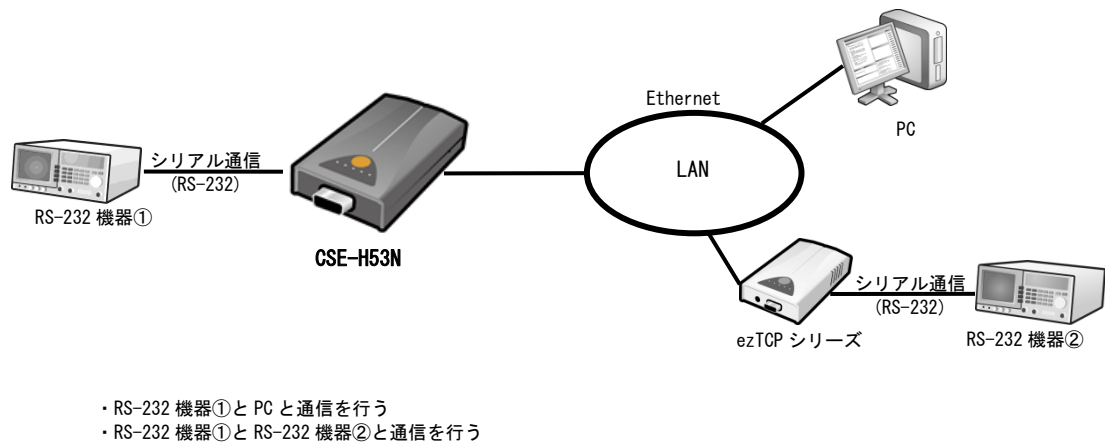 Ethernet
PC
LAN
シリアル通信
(RS-232)
RS-232 機器①
CSE-H53N
シリアル通信
(RS-232)
ezTCP シリーズ
RS-232 機器②
・RS-232 機器①と PC と通信を行う
・RS-232 機器①と RS-232 機器②と通信を行う